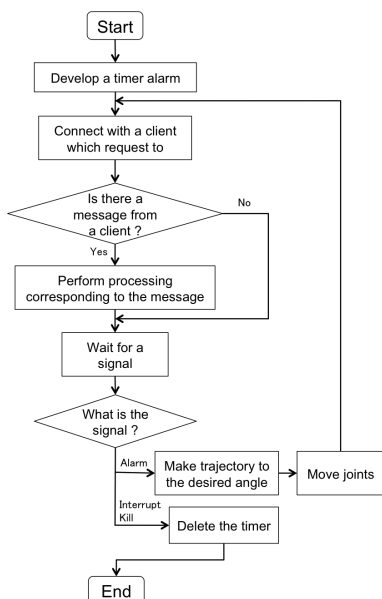 Start
Develop a timer alarm
Connect with a client
which request to
Is there a
message from
a client ?
No
Yes
Perform processing
corresponding to the message
Wait for a
signal
What is the
signal ?
Alarm
Make trajectory to
the desired angle
Move joints
Interrupt
Kill
Delete the timer
End